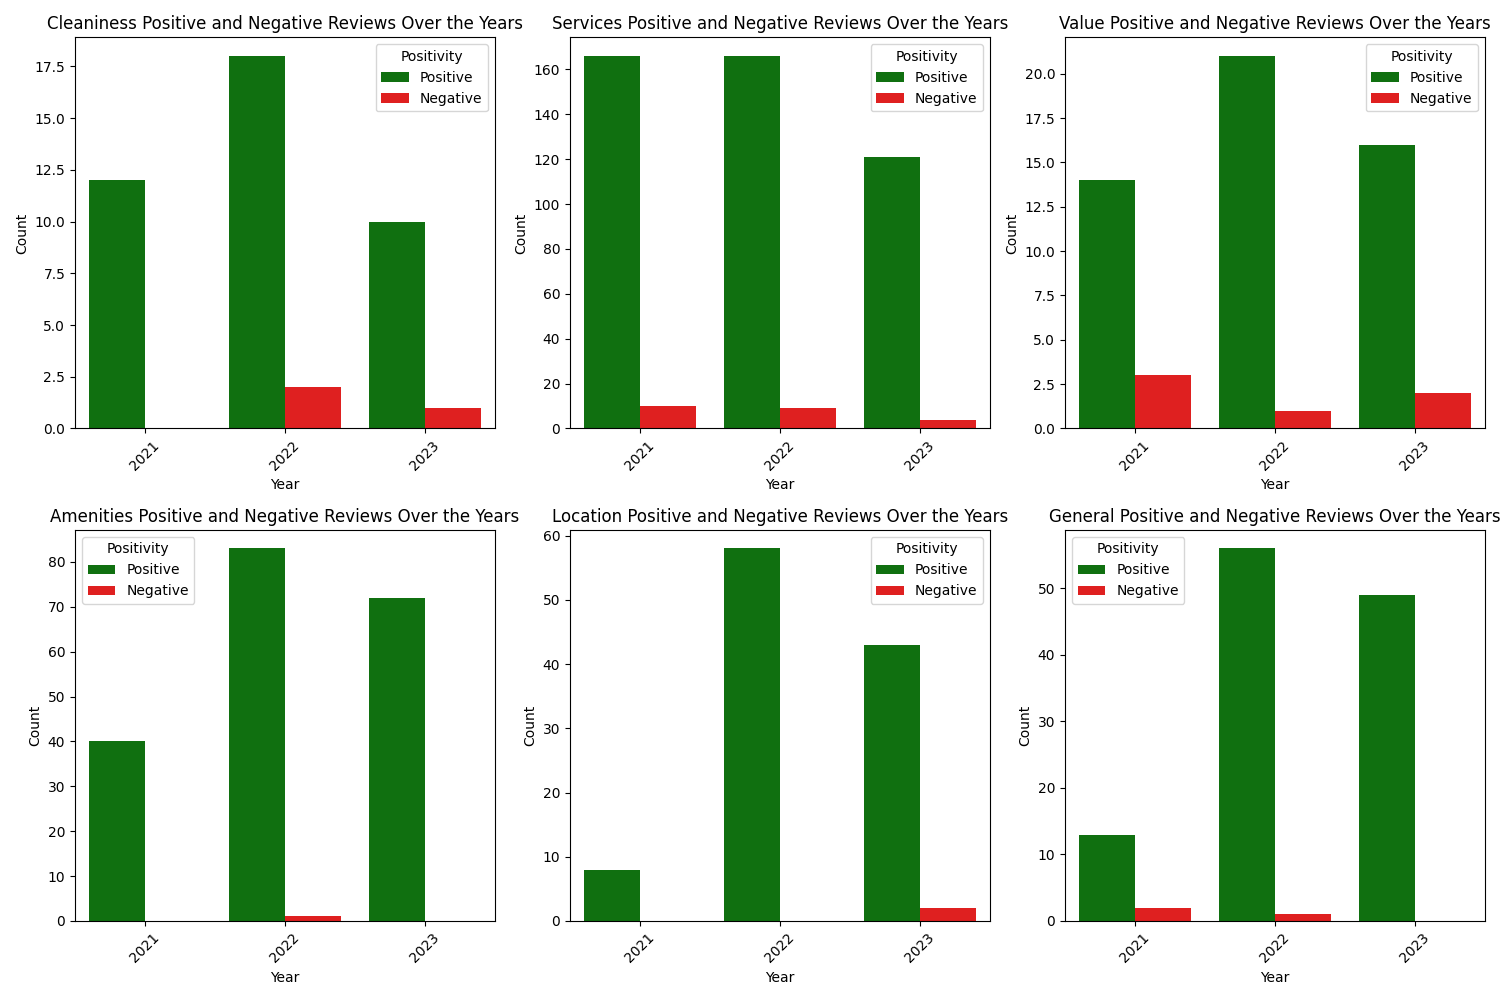 Cleaniness Positive and Negative Reviews Over the Years
Positivity
Positive
Negative
17.5
15.0
12.5
10.0
7.5
5.0
2.5
0.0
Count
2021
2022
2023
Year
Services Positive and Negative Reviews Over the Years
Positivity
Positive
Negative
160
140
120
100
80
60
40
20
0
Count
2021
2022
2023
Year
Value Positive and Negative Reviews Over the Years
Positivity
Positive
Negative
20.0
17.5
15.0
12.5
10.0
7.5
5.0
2.5
0.0
Count
2021
2022
2023
Year
Amenities Positive and Negative Reviews Over the Years
Positivity
Positive
Negative
80
70
60
50
40
30
20
10
0
Count
2021
2022
2023
Year
Location Positive and Negative Reviews Over the Years
Positivity
Positive
Negative
60
50
40
30
20
10
0
Count
2021
2022
2023
Year
General Positive and Negative Reviews Over the Years
Positivity
Positive
Negative
50
40
30
20
10
0
Count
2021
2022
2023
Year